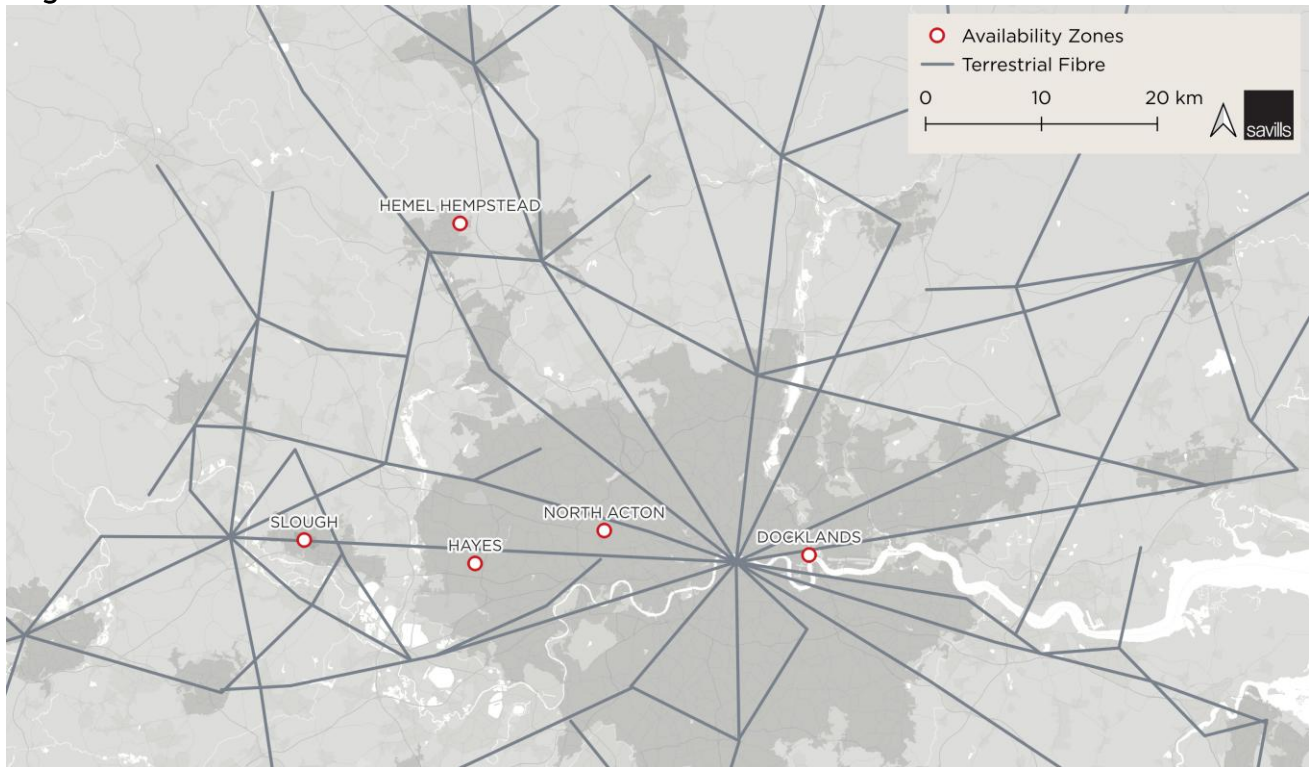 Availability Zones
Terrestrial Fibre
0 10 20 km
savills
HEMEL HEMPSTEAD
SLOUGH
HAYES
NORTH ACTON
DOCKLANDS